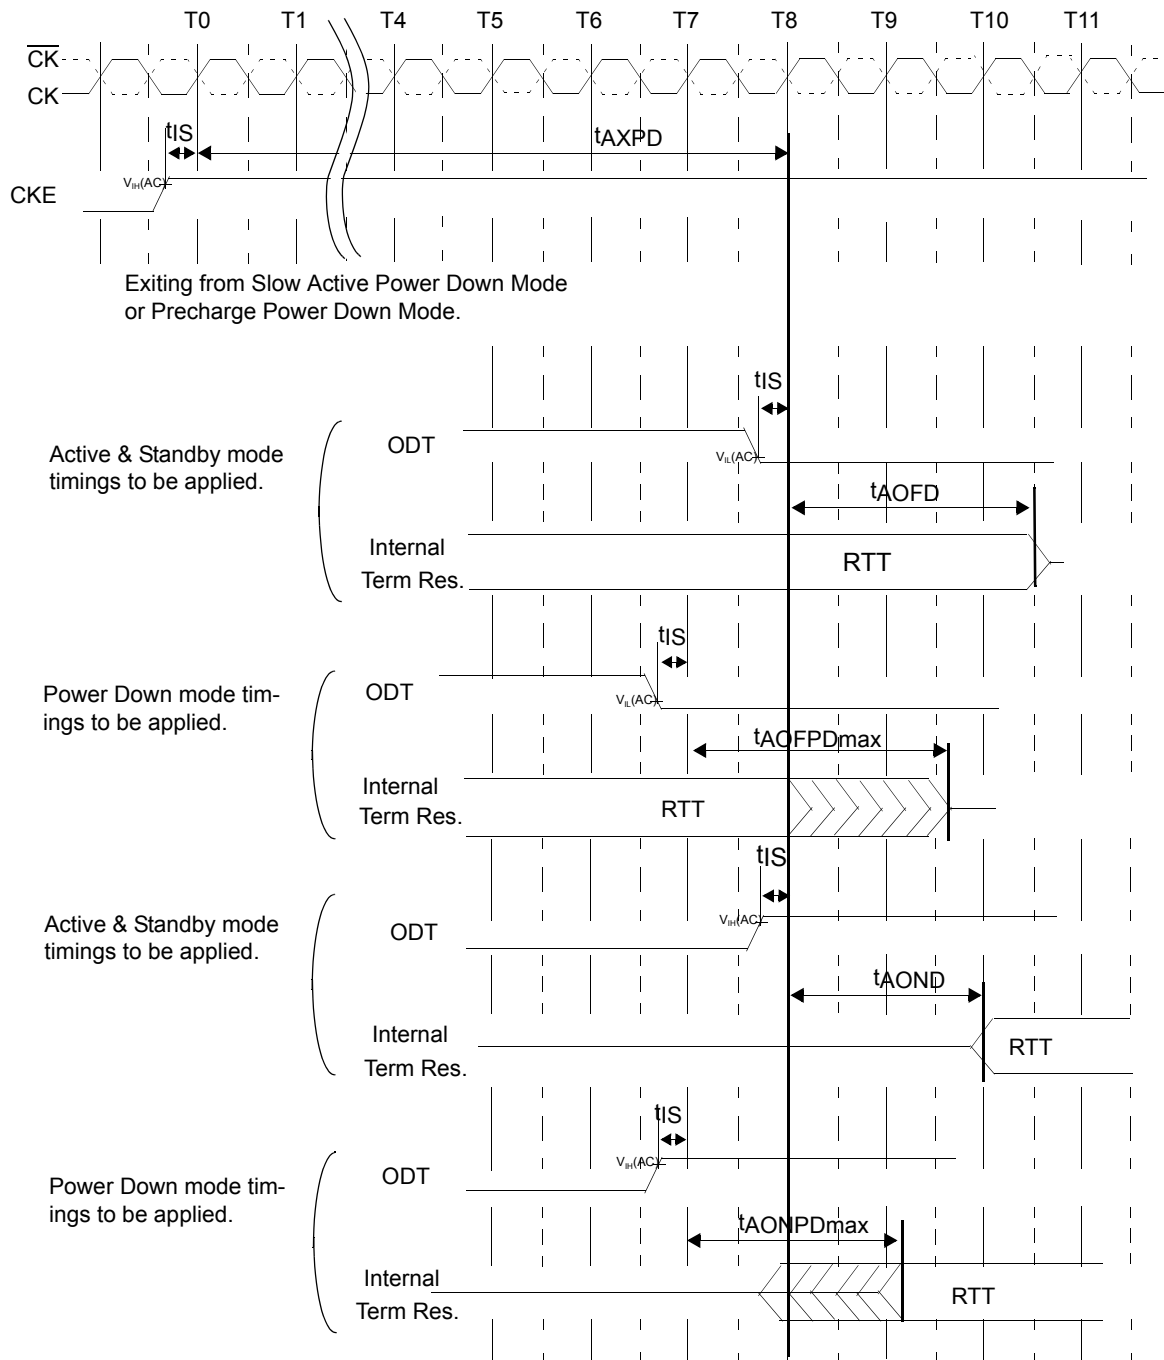 T0 T1 T4 T5 T6 T7 T8 T9 T10 T11
CK
CK
tIS
tAXPD
VIH(AC)
CKE
Exiting from Slow Active Power Down Mode
or Precharge Power Down Mode.
tIS
Active & Standby mode
timings to be applied.
ODT
VIL(AC)
tAOFD
Internal
Term Res.
RTT
tIS
Power Down mode tim-
ings to be applied.
ODT
VIL(AC)
tAOFPDmax
Internal
Term Res.
RTT
tIS
Active & Standby mode
timings to be applied.
ODT
VIH(AC)
tAOND
Internal
Term Res.
RTT
tIS
Power Down mode tim-
ings to be applied.
ODT
VIH(AC)
tAONPDmax
Internal
Term Res.
RTT